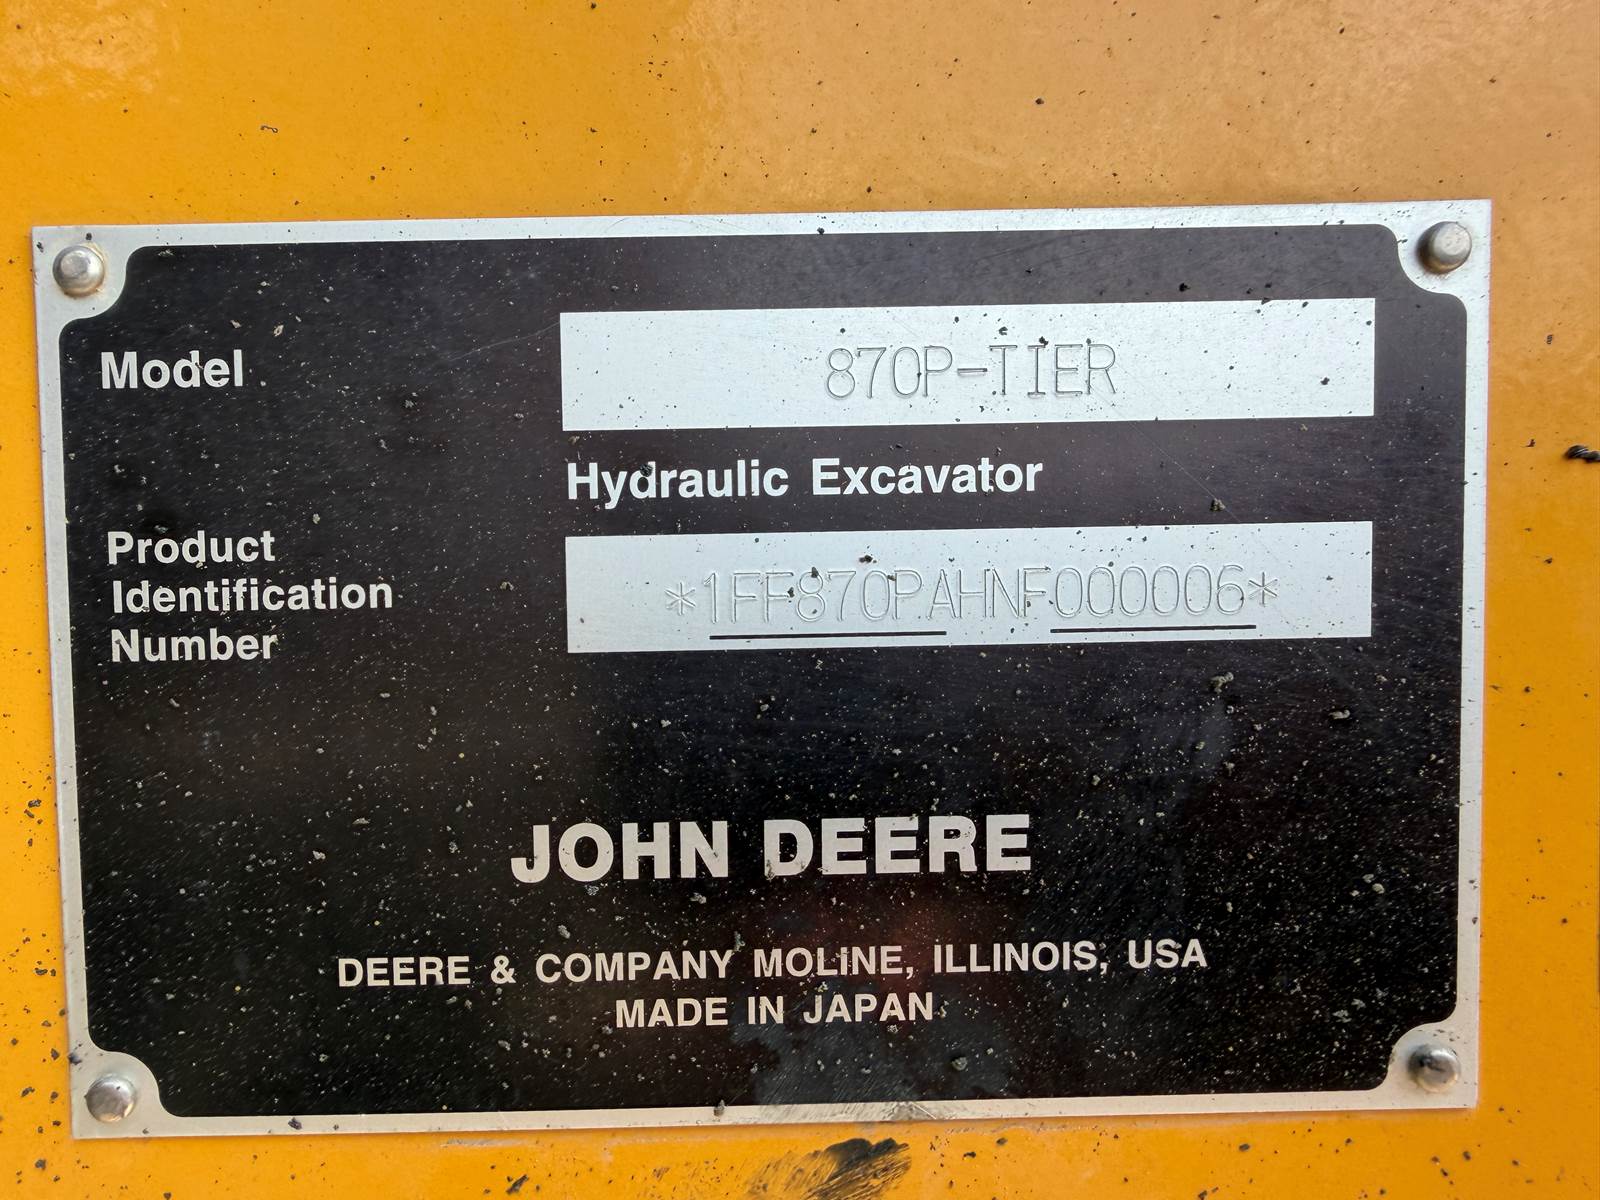 Model
870P-TIER
Hydraulic Excavator
Product
Identification
Number
*1FF870PAHNF000006*
JOHN DEERE
DEERE & COMPANY MOLINE, ILLINOIS, USA
MADE IN JAPAN